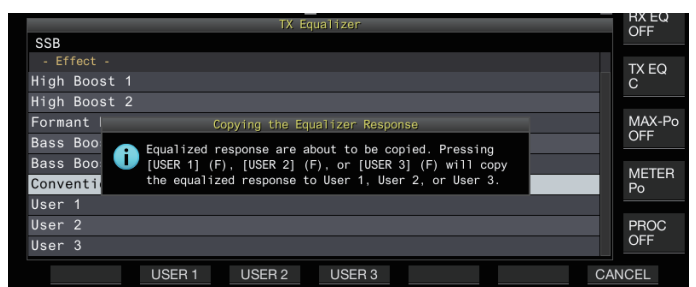 TX Equalizer
SSB
- Effect -
High Boost 1
High Boost 2
Formant
Bass Boo
Bass Boo
Conventi
User 1
User 2
User 3
Copying the Equalizer Response
Equalized response are about to be copied. Pressing
[USER 1] (F), [USER 2] (F), or [USER 3] (F) will copy
the equalized response to User 1, User 2, or User 3.
RX EQ
OFF
TX EQ
C
MAX-Po
OFF
METER
Po
PROC
OFF
USER 1
USER 2
USER 3
CANCEL